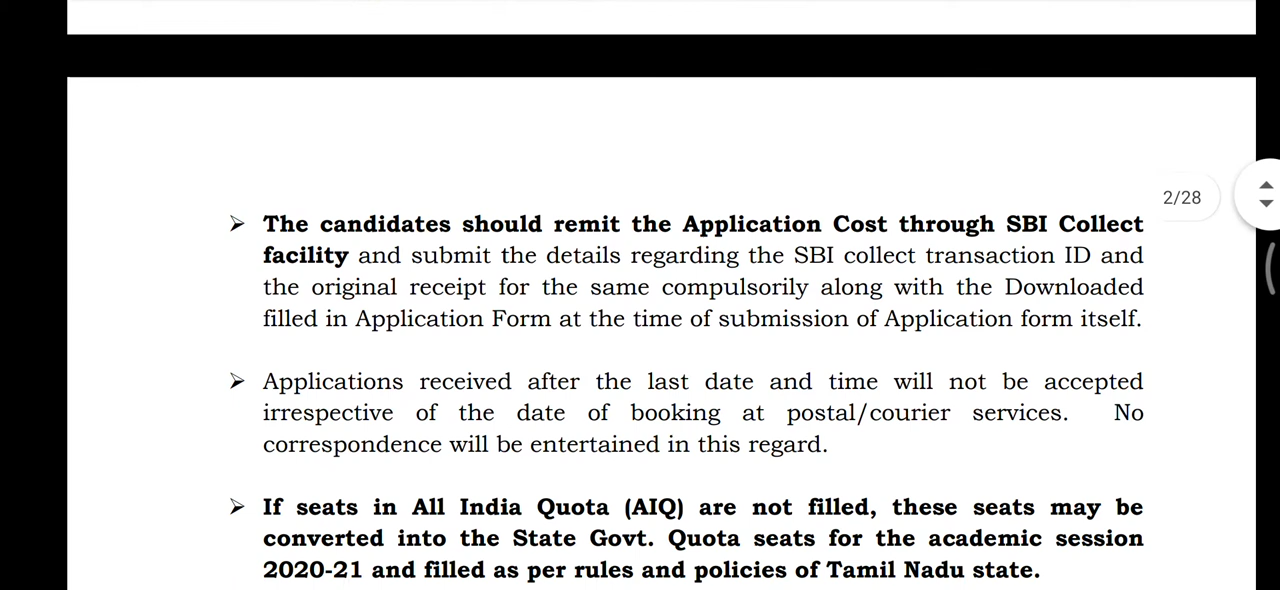 2/28
➢ The candidates should remit the Application Cost through SBI Collect
facility and submit the details regarding the SBI collect transaction ID and
the original receipt for the same compulsorily along with the Downloaded
filled in Application Form at the time of submission of Application form itself.
➢ Applications received after the last date and time will not be accepted
irrespective of the date of booking at postal/courier services. No
correspondence will be entertained in this regard.
➢ If seats in All India Quota (AIQ) are not filled, these seats may be
converted into the State Govt. Quota seats for the academic session
2020-21 and filled as per rules and policies of Tamil Nadu state.